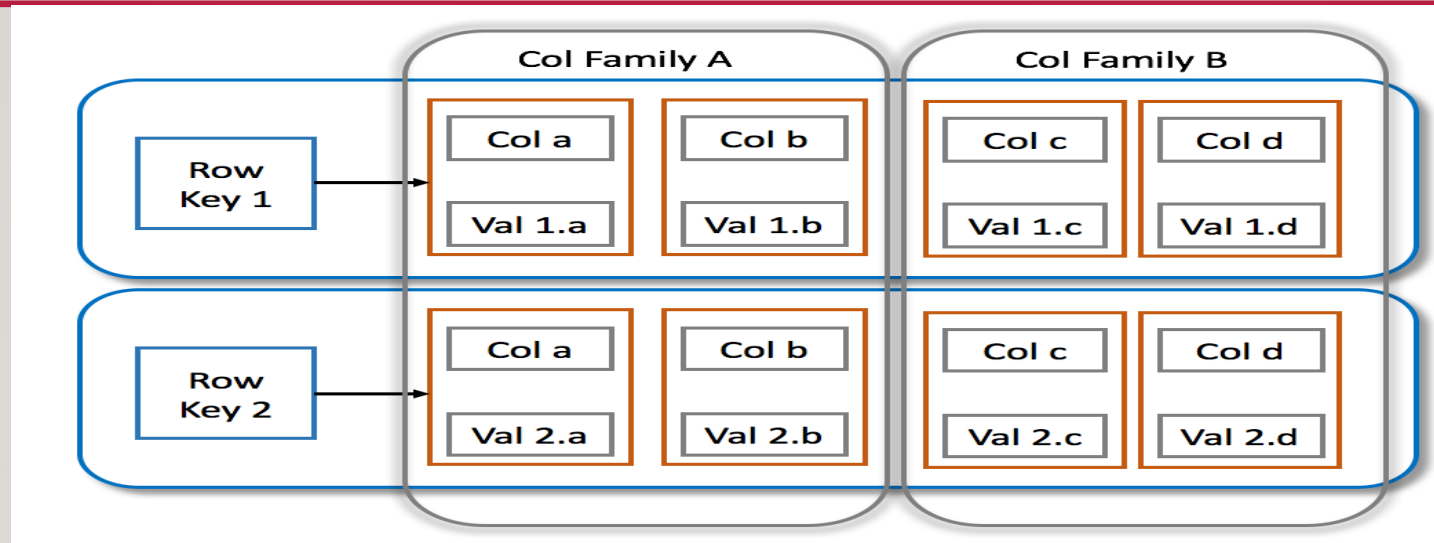 Col Family A
Col Family B
Row
Key 1
Col a
Col b
Col c
Col d
Val 1.a
Val 1.b
Val 1.c
Val 1.d
Row
Key 2
Col a
Col b
Col c
Col d
Val 2.a
Val 2.b
Val 2.c
Val 2.d